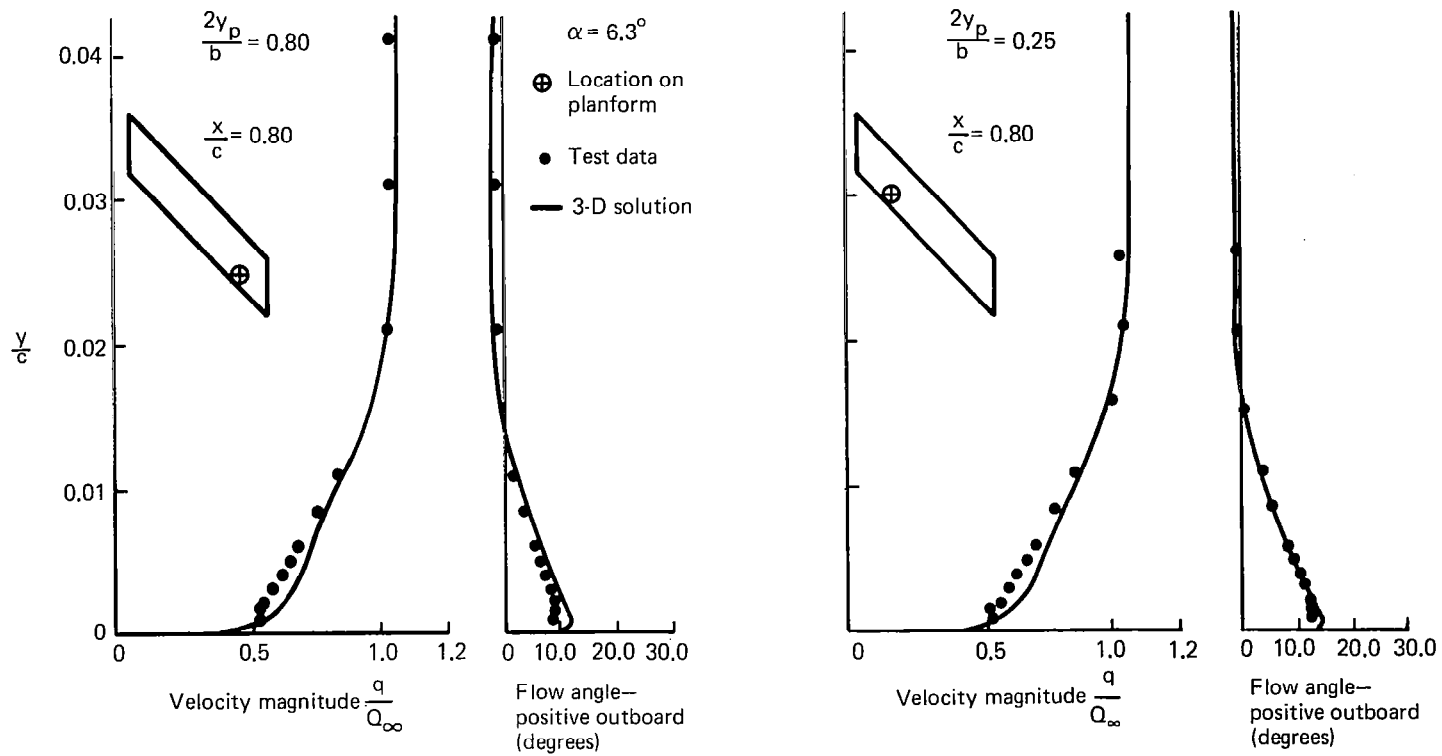 2yp/b = 0.80
α = 6.3°
Location on
planform
x/c = 0.80
Test data
3-D solution
0.04
0.03
0.02
0.01
0
y/c
0 0.5 1.0 1.2
0 10.0 20.0 30.0
Velocity magnitude q/Q∞
Flow angle—
positive outboard
(degrees)
2yp/b = 0.25
x/c = 0.80
0 0.5 1.0 1.2
0 10.0 20.0 30.0
Velocity magnitude q/Q∞
Flow angle—
positive outboard
(degrees)